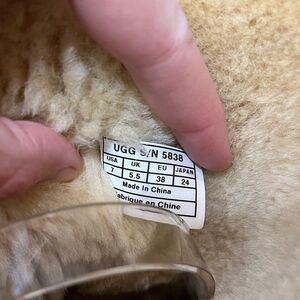 UGG S/N 5838
USA UK EU JAPAN
7 5.5 38 24
Made in China
Fabrique en Chine